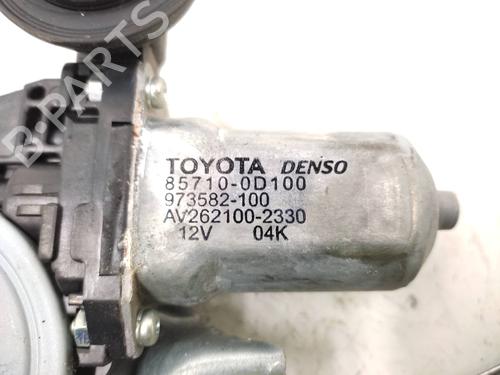 B-PARTS
TOYOTA DENSO
85710-0D100
973582-100
AV262100-2330
12V 04K